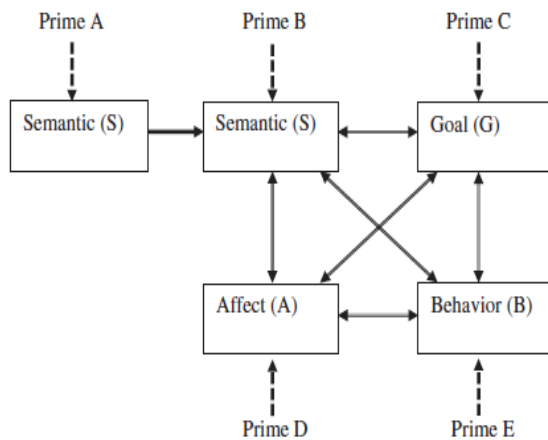 Prime A
Prime B
Prime C
Semantic (S)
Semantic (S)
Goal (G)
Affect (A)
Behavior (B)
Prime D
Prime E